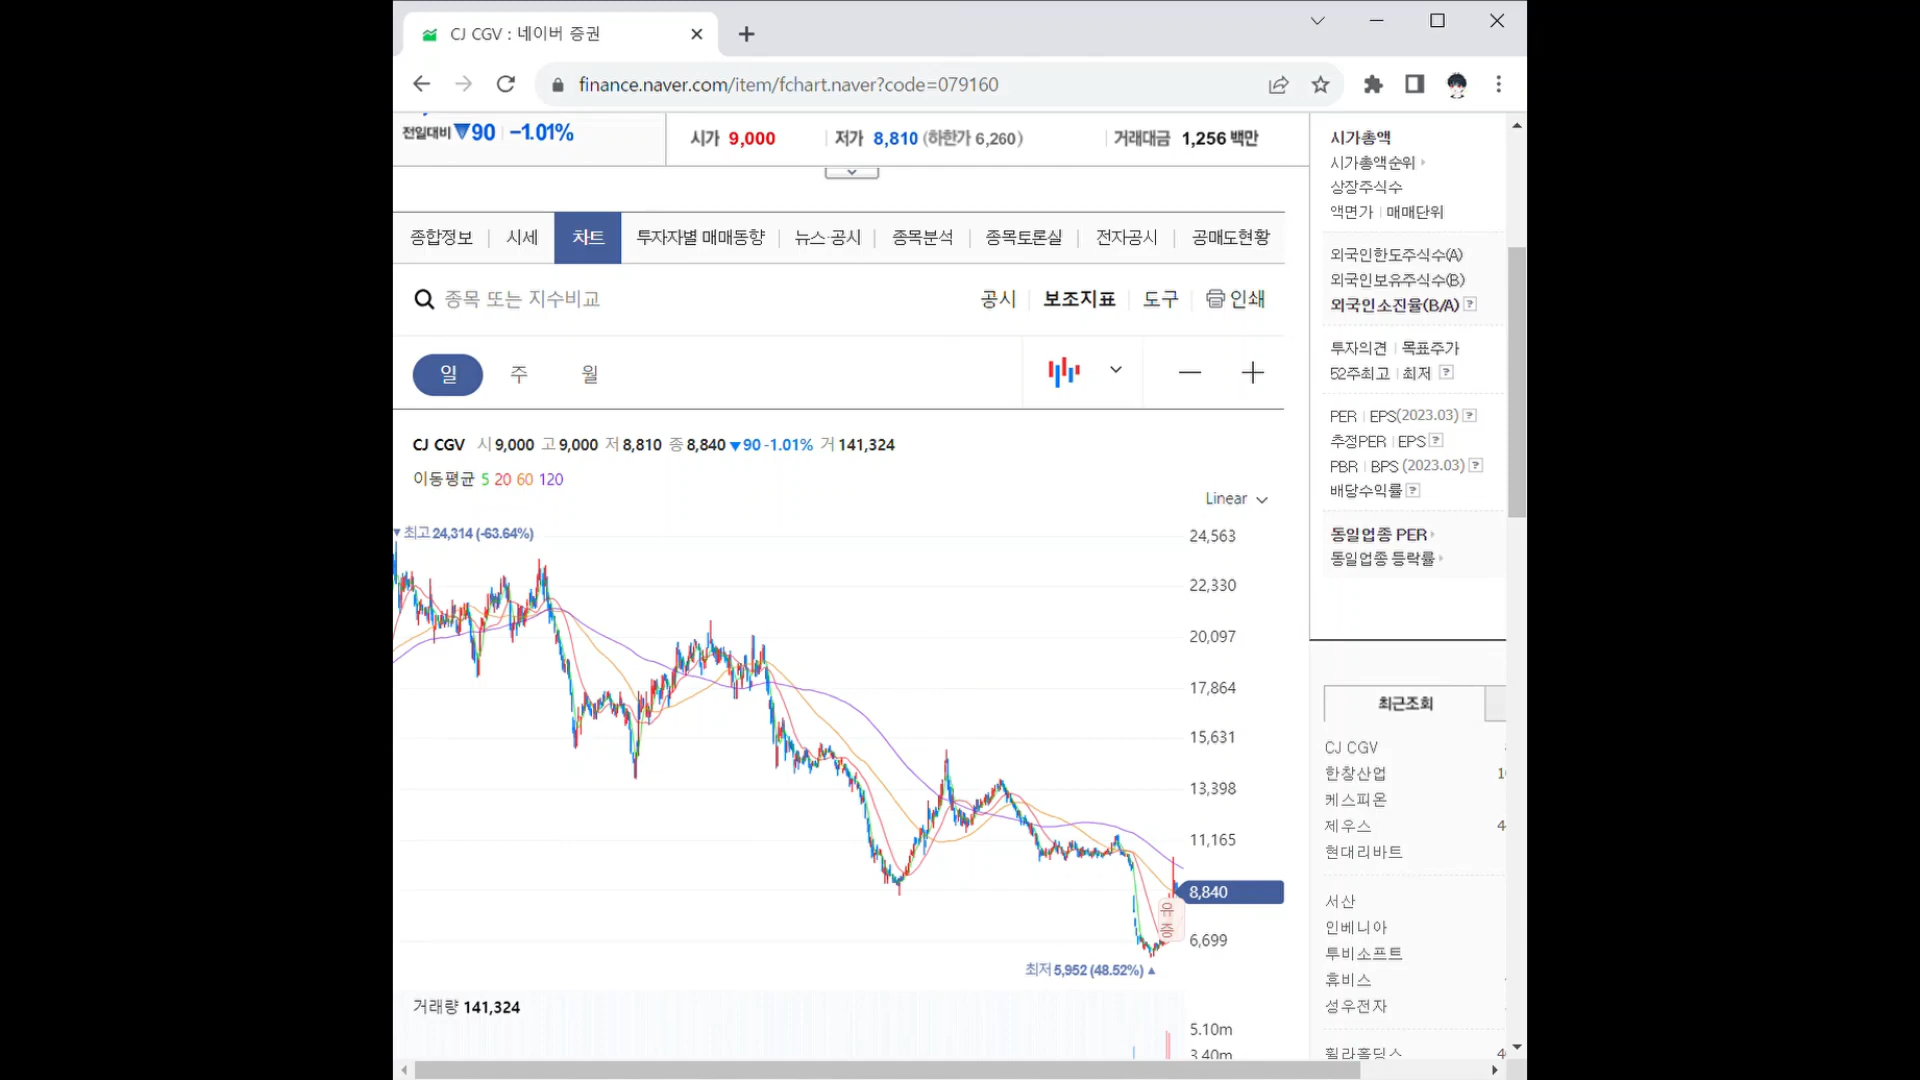 CJ CGV : 네이버 증권
finance.naver.com/item/fchart.naver?code=079160
전일대비 ▼90 -1.01%
시가 9,000 저가 8,810 (하한가 6,260) 거래대금 1,256 백만
종합정보 시세 차트 투자자별 매매동향 뉴스·공시 종목분석 종목토론실 전자공시 공매도현황
종목 또는 지수비교 공시 보조지표 도구 인쇄
일 주 월
CJ CGV 시 9,000 고 9,000 저 8,810 종 8,840 ▼90 -1.01% 거 141,324
이동평균 5 20 60 120
Linear
▼최고 24,314 (-63.64%)
24,563
22,330
20,097
17,864
15,631
13,398
11,165
8,840
유증
6,699
최저 5,952 (48.52%) ▲
거래량 141,324
5.10m
3.40m
시가총액
시가총액순위
상장주식수
액면가 매매단위
외국인한도주식수(A)
외국인보유주식수(B)
외국인소진율(B/A) ?
투자의견 목표주가
52주최고 최저 ?
PER EPS(2023.03) ?
추정PER EPS ?
PBR BPS (2023.03) ?
배당수익률 ?
동일업종 PER
동일업종 등락률
최근조회
CJ CGV
한창산업
케스피온
제우스 4
현대리바트
서산
인베니아
투비소프트
휴비스
성우전자
휠라홀딩스 4